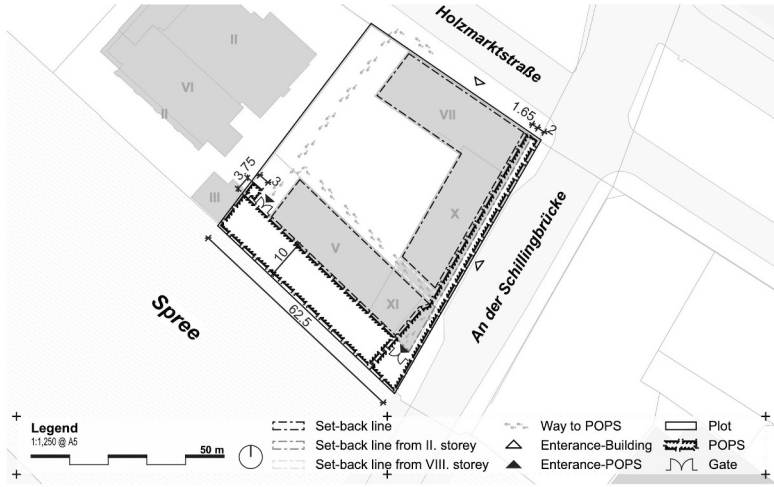 Holzmarktstraße
II
VI
II
VII
1.65
2
3.75
3
III
X
V
10
An der Schillingbrücke
XI
62.5
Spree
Legend
1:1,250 @ A5
50 m
Set-back line
Set-back line from II. storey
Set-back line from VIII. storey
Way to POPS
Enterance-Building
Enterance-POPS
Plot
POPS
Gate